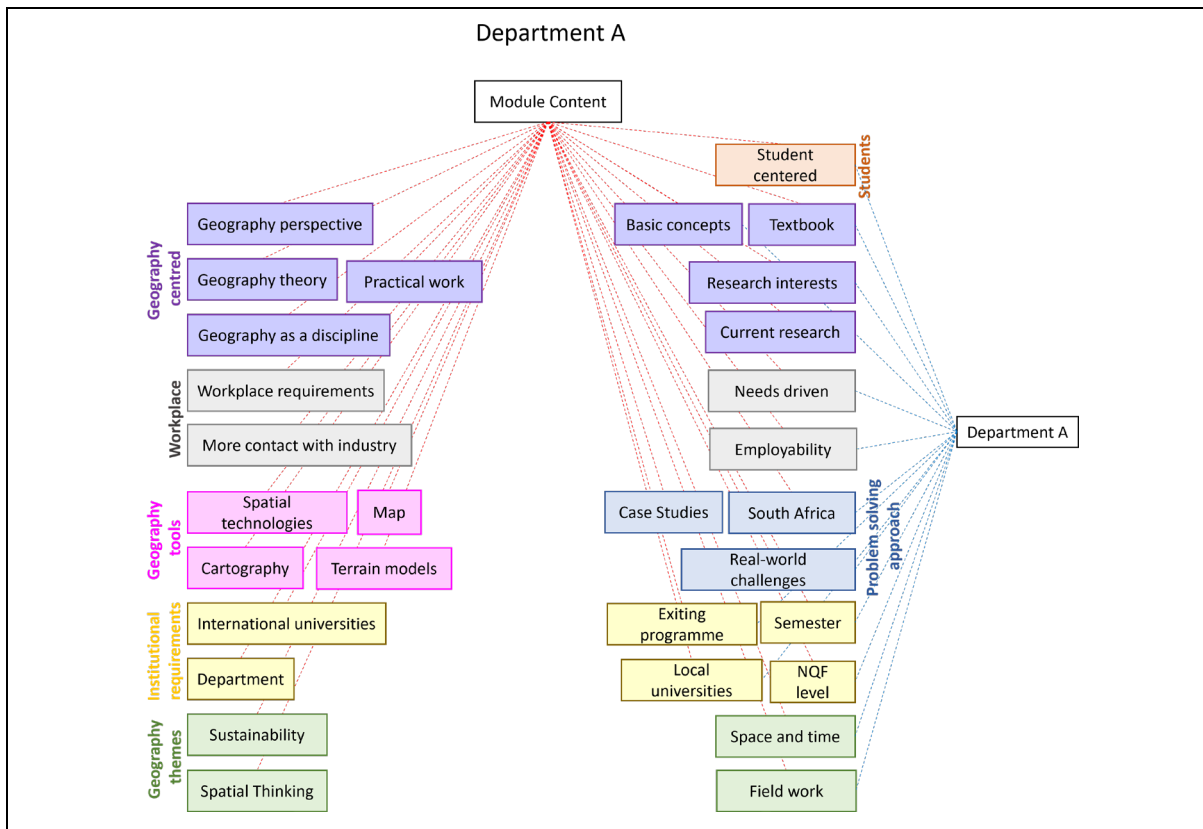 Department A
Module Content
Students
Student
centered
Geography
centred
Geography perspective
Geography theory
Practical work
Geography as a discipline
Basic concepts
Textbook
Research interests
Current research
Workplace
Workplace requirements
More contact with industry
Needs driven
Employability
Department A
Geography
tools
Spatial
technologies
Map
Cartography
Terrain models
Case Studies
South Africa
Real-world
challenges
Problem solving
approach
Institutional
requirements
International universities
Department
Exiting
programme
Semester
Local
universities
NQF
level
Geography
themes
Sustainability
Spatial Thinking
Space and time
Field work